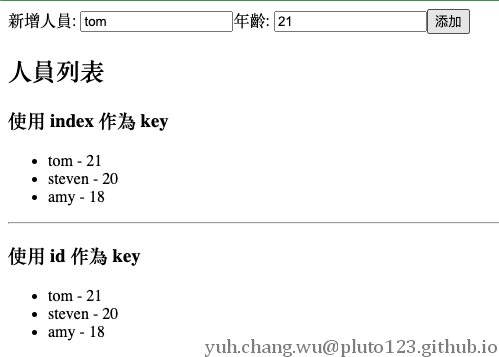 新增人員: tom 年齡: 21 添加
人員列表
使用 index 作為 key
tom - 21
steven - 20
amy - 18
使用 id 作為 key
tom - 21
steven - 20
amy - 18
yuh.chang.wu@pluto123.github.io